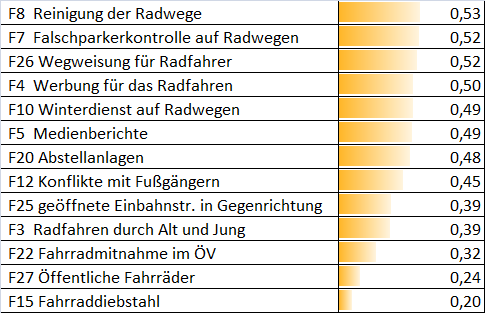 F8 Reinigung der Radwege 0,53
F7 Falschparkerkontrolle auf Radwegen 0,52
F26 Wegweisung für Radfahrer 0,52
F4 Werbung für das Radfahren 0,50
F10 Winterdienst auf Radwegen 0,49
F5 Medienberichte 0,49
F20 Abstellanlagen 0,48
F12 Konflikte mit Fußgängern 0,45
F25 geöffnete Einbahnstr. in Gegenrichtung 0,39
F3 Radfahren durch Alt und Jung 0,39
F22 Fahrradmitnahme im ÖV 0,32
F27 Öffentliche Fahrräder 0,24
F15 Fahrraddiebstahl 0,20